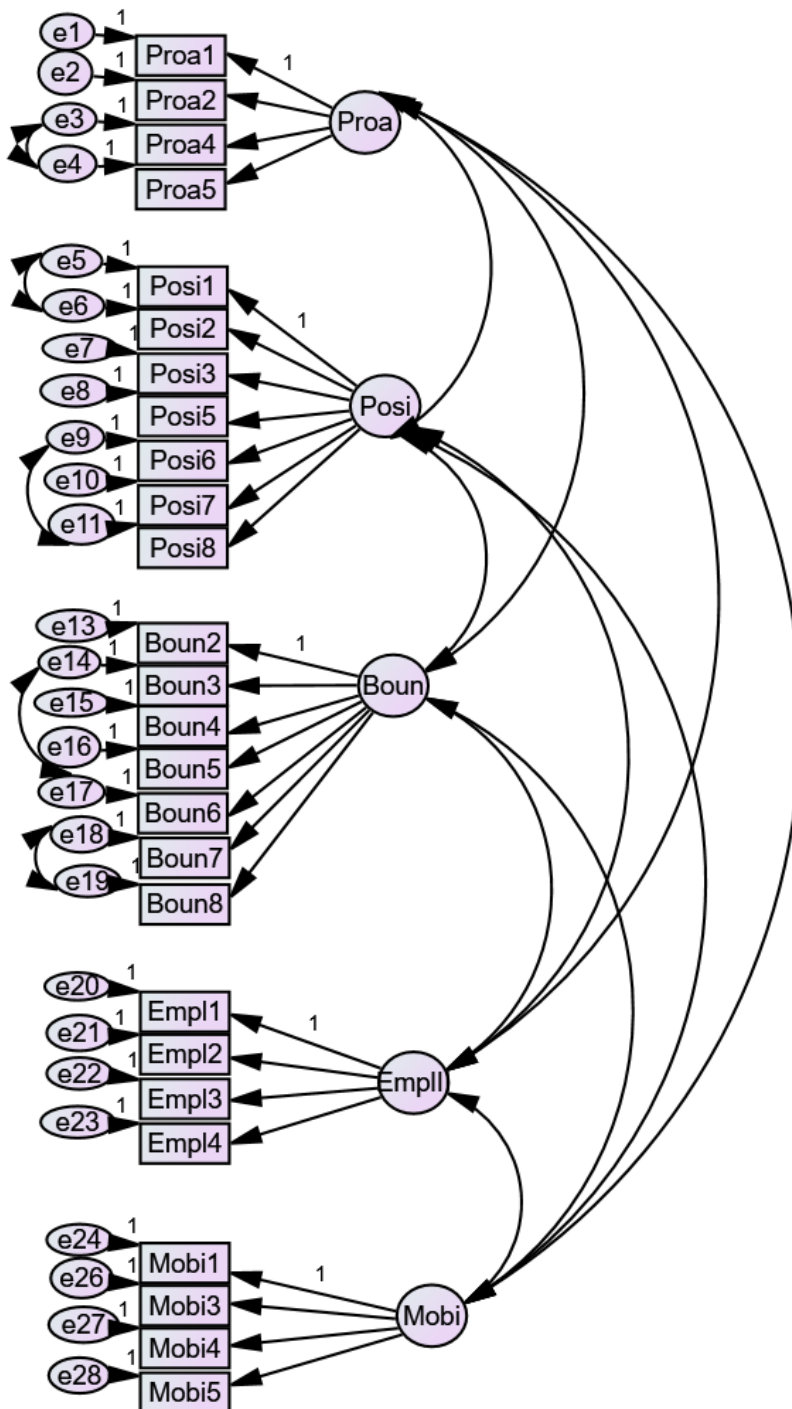 e1 1 Proa1
e2 1 Proa2
e3 1 Proa4
e4 1 Proa5
1
Proa
e5 1 Posi1
e6 1 Posi2
e7 1 Posi3
e8 1 Posi5
e9 1 Posi6
e10 1 Posi7
e11 1 Posi8
1
Posi
e13 1 Boun2
e14 1 Boun3
e15 1 Boun4
e16 Boun5
e17 1 Boun6
e18 1 Boun7
e19 1 Boun8
1
Boun
e20 1 Empl1
e21 1 Empl2
e22 1 Empl3
e23 1 Empl4
1
EmplI
e24 1 Mobi1
e26 1 Mobi3
e27 1 Mobi4
e28 1 Mobi5
1
Mobi